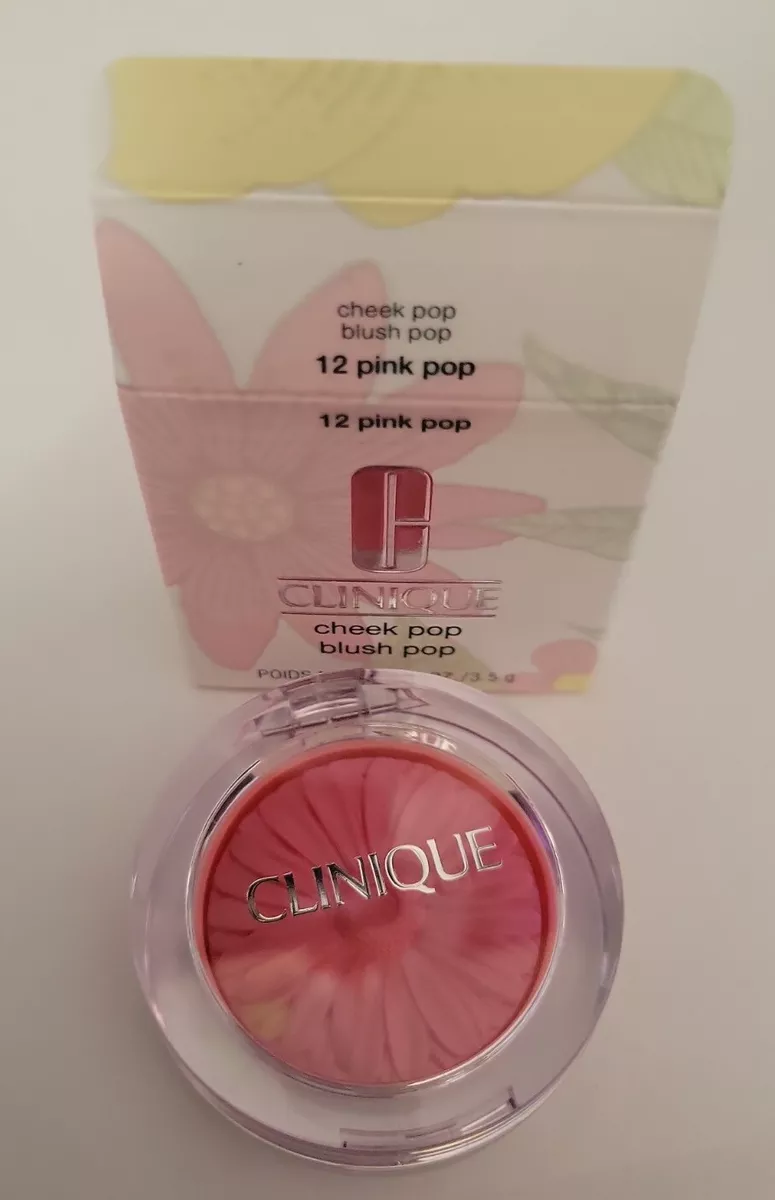 cheek pop
blush pop
12 pink pop
12 pink pop
CLINIQUE
cheek pop
blush pop
POIDS /3.5 g
CLINIQUE